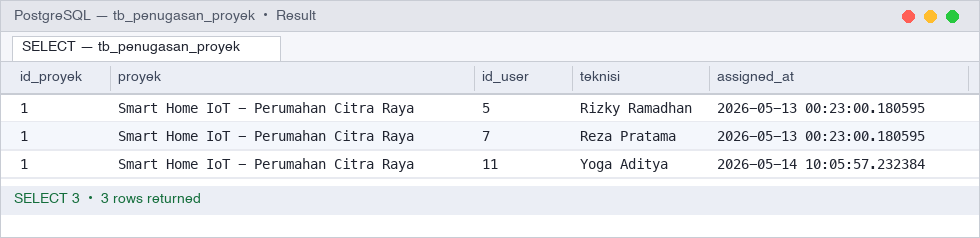 PostgreSQL — tb_penugasan_proyek • Result
SELECT — tb_penugasan_proyek
id_proyek proyek id_user teknisi assigned_at
1 Smart Home IoT – Perumahan Citra Raya 5 Rizky Ramadhan 2026-05-13 00:23:00.180595
1 Smart Home IoT – Perumahan Citra Raya 7 Reza Pratama 2026-05-13 00:23:00.180595
1 Smart Home IoT – Perumahan Citra Raya 11 Yoga Aditya 2026-05-14 10:05:57.232384
SELECT 3 • 3 rows returned